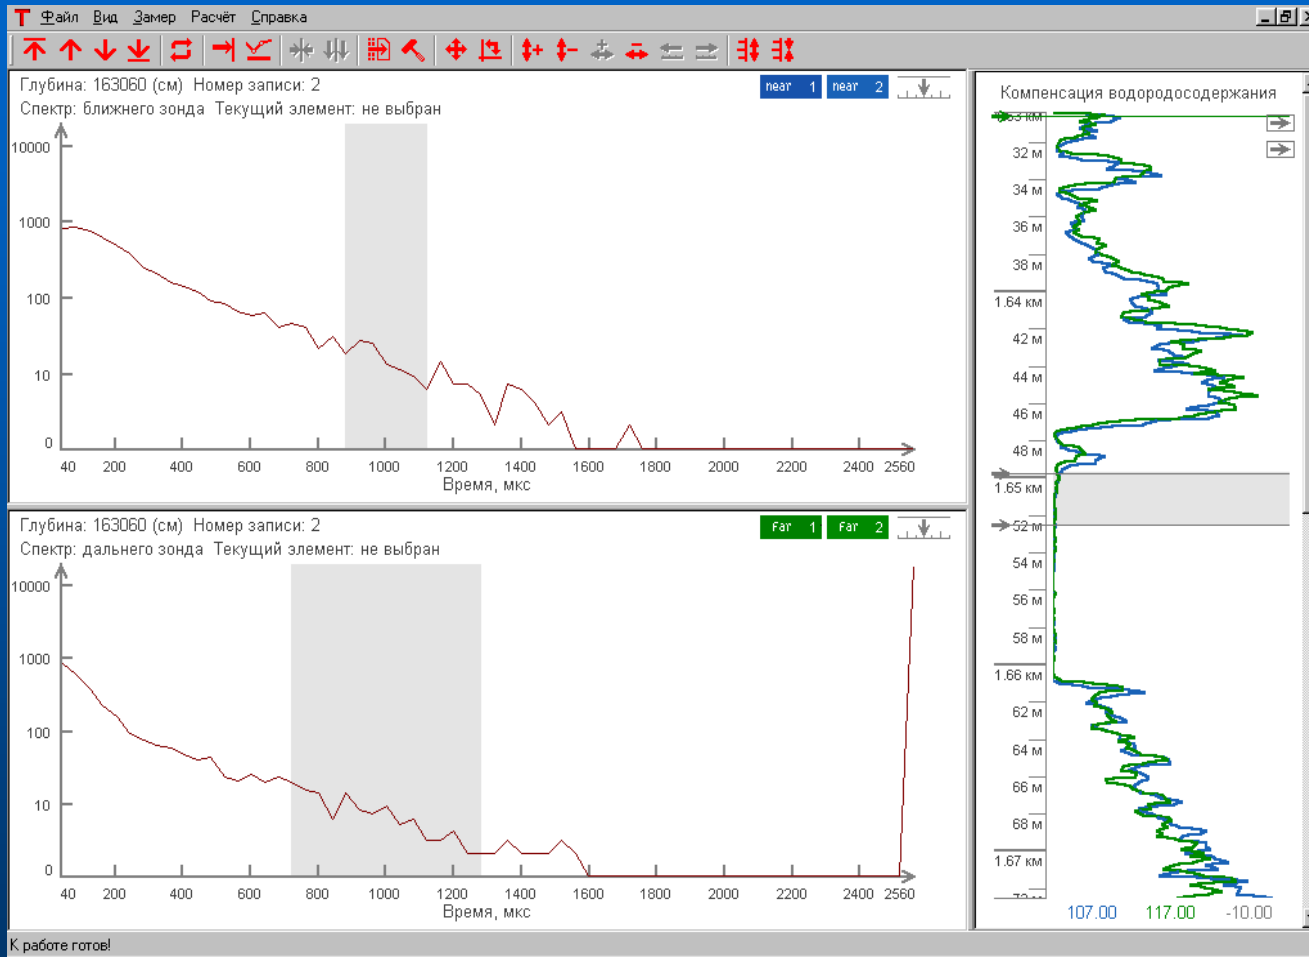 Файл Вид Замер Расчёт Справка
Глубина: 163060 (см) Номер записи: 2
near 1 near 2
Спектр: ближнего зонда Текущий элемент: не выбран
10000
1000
100
10
0
40 200 400 600 800 1000 1200 1400 1600 1800 2000 2200 2400 2560
Время, мкс
Глубина: 163060 (см) Номер записи: 2
Far 1 Far 2
Спектр: дальнего зонда Текущий элемент: не выбран
10000
1000
100
10
0
40 200 400 600 800 1000 1200 1400 1600 1800 2000 2200 2400 2560
Время, мкс
Компенсация водородосодержания
32 м
34 м
36 м
38 м
1.64 км
42 м
44 м
46 м
48 м
1.65 км
52 м
54 м
56 м
58 м
1.66 км
62 м
64 м
66 м
68 м
1.67 км
107.00 117.00 -10.00
К работе готов!